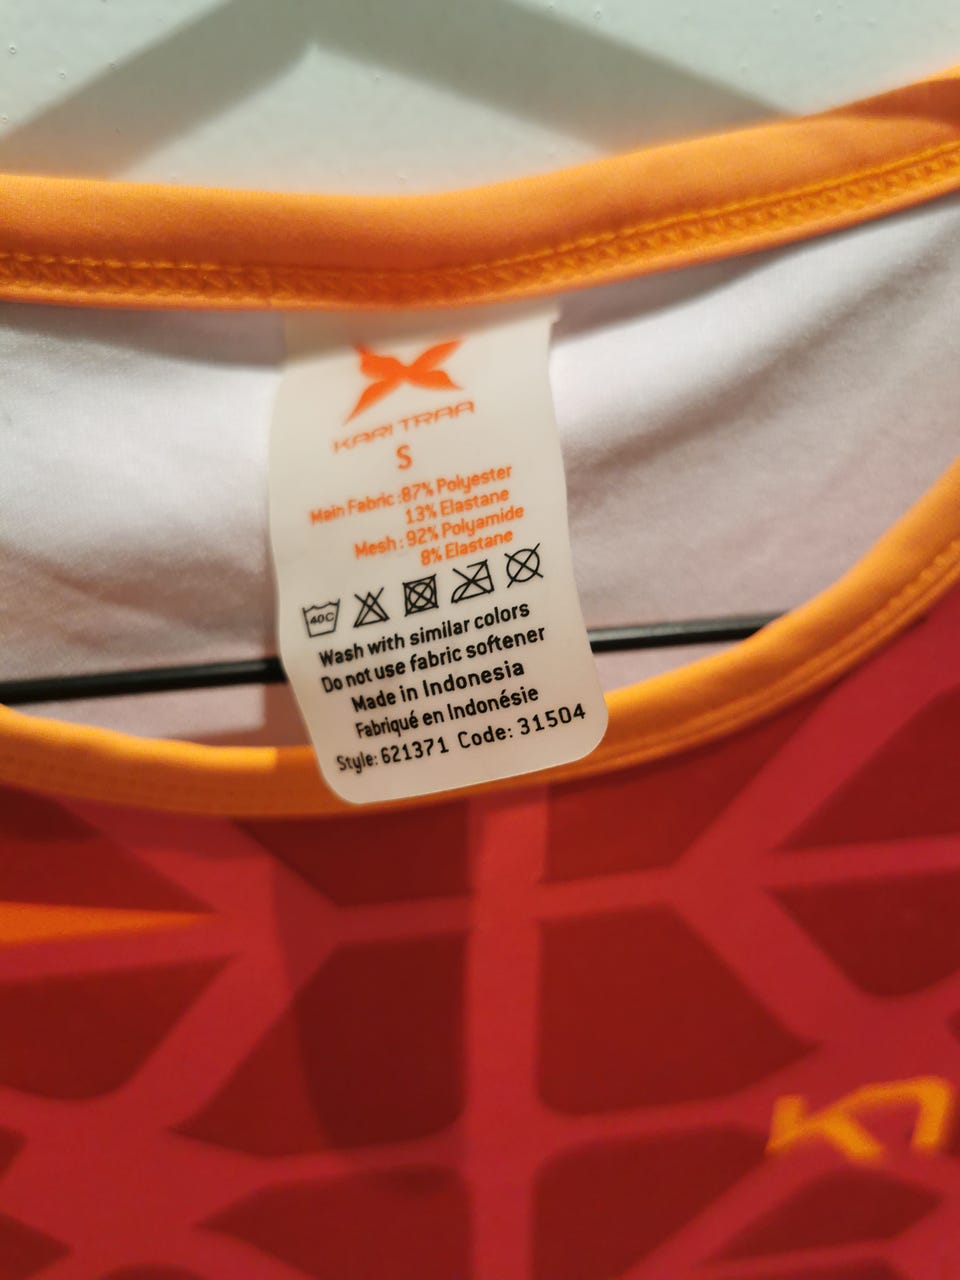 KARI TRAA
S
Main Fabric :87% Polyester
13% Elastane
Mesh : 92% Polyamide
8% Elastane
40C
Wash with similar colors
Do not use fabric softener
Made in Indonesia
Fabriqué en Indonésie
Style: 621371 Code: 31504